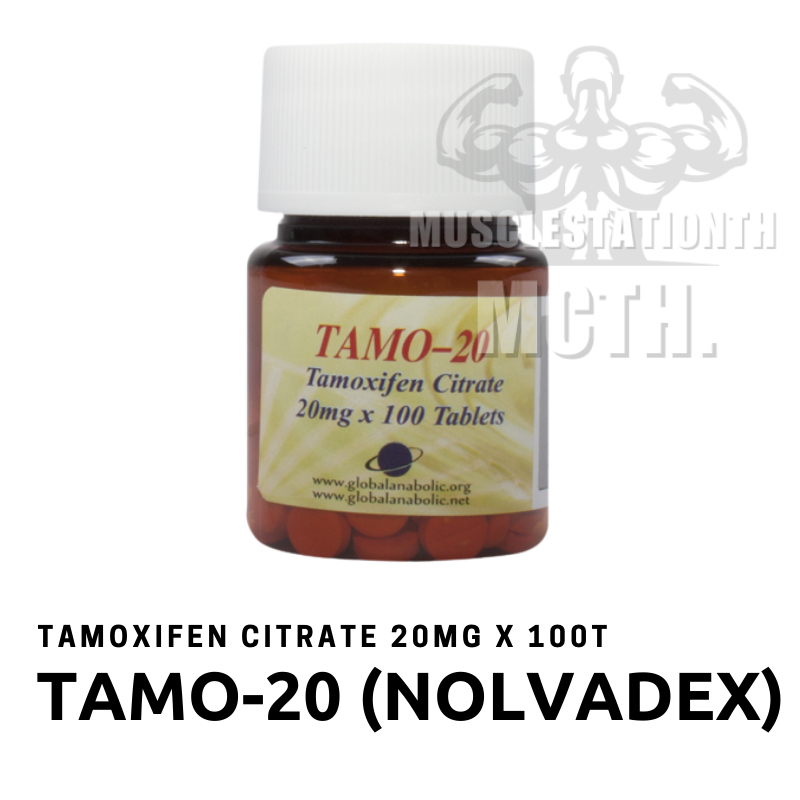 MUSCLESTATIONTH
MCTH.
TAMO-20
Tamoxifen Citrate
20mg x 100 Tablets
www.globalanabolic.org
www.globalanabolic.net
TAMOXIFEN CITRATE 20MG X 100T
TAMO-20 (NOLVADEX)